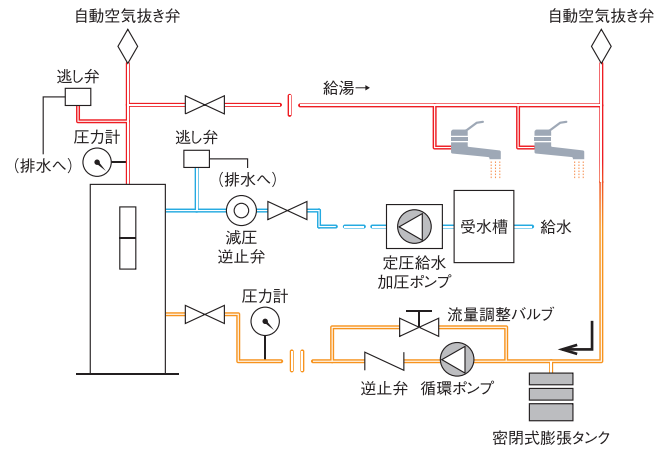 自動空気抜き弁
自動空気抜き弁
逃し弁
給湯→
圧力計
逃し弁
(排水へ)
(排水へ)
減圧
逆止弁
受水槽
給水
定圧給水
加圧ポンプ
圧力計
流量調整バルブ
逆止弁
循環ポンプ
密閉式膨張タンク